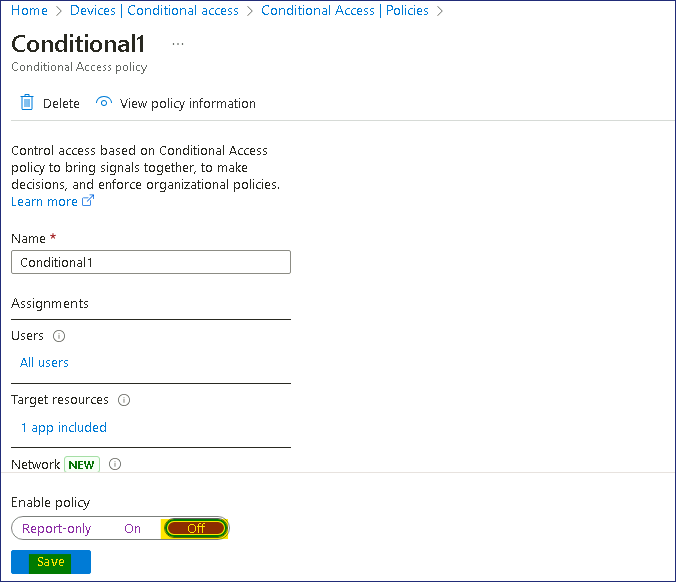 Home > Devices | Conditional access > Conditional Access | Policies >
Conditional1 ...
Conditional Access policy
Delete View policy information
Control access based on Conditional Access
policy to bring signals together, to make
decisions, and enforce organizational policies.
Learn more
Name *
Conditional1
Assignments
Users
All users
Target resources
1 app included
Network NEW
Enable policy
Report-only On Off
Save